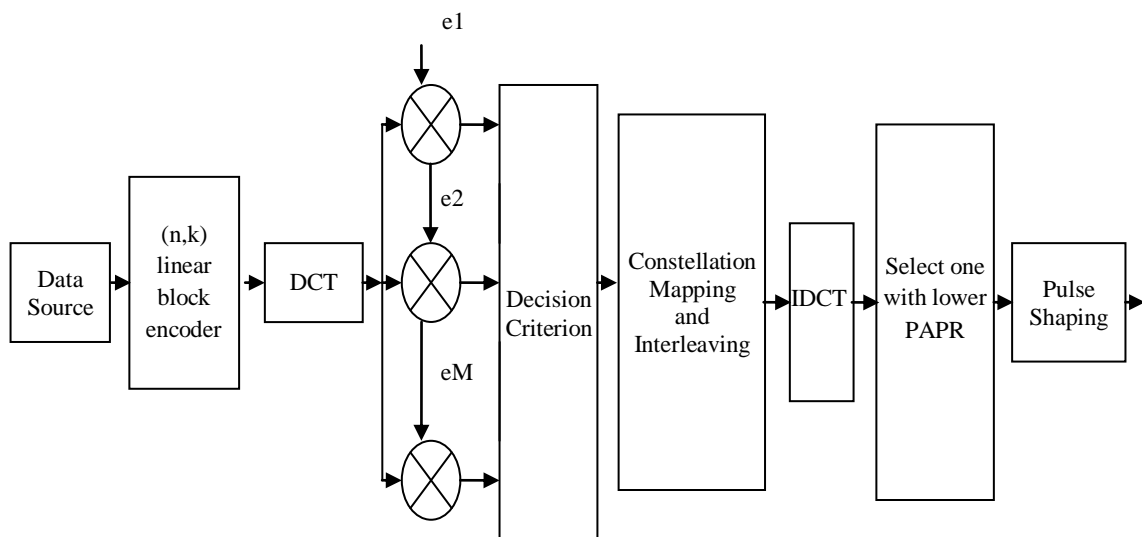 e1
e2
eM
Data
Source
(n,k)
linear
block
encoder
DCT
Decision
Criterion
Constellation
Mapping
and
Interleaving
IDCT
Select one
with lower
PAPR
Pulse
Shaping